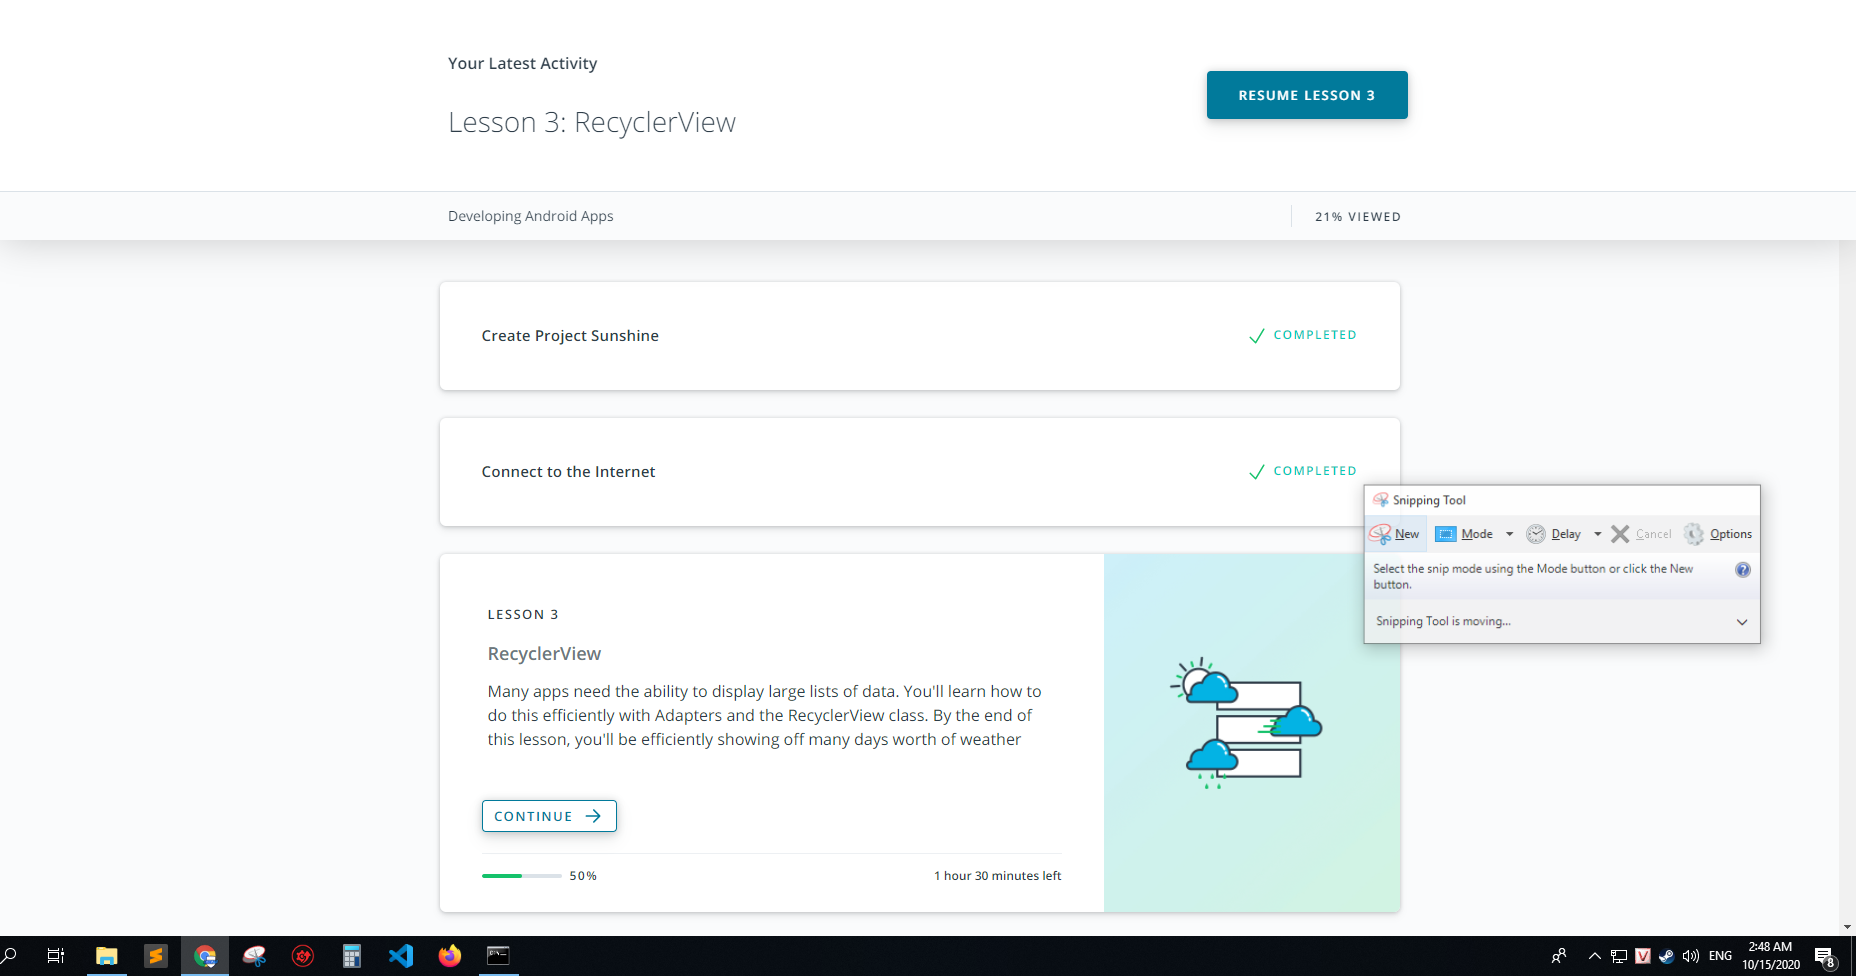 Your Latest Activity
RESUME LESSON 3
Lesson 3: RecyclerView
Developing Android Apps
21% VIEWED
Create Project Sunshine
COMPLETED
Connect to the Internet
COMPLETED
Snipping Tool
New Mode Delay Cancel Options
Select the snip mode using the Mode button or click the New
button.
Snipping Tool is moving...
LESSON 3
RecyclerView
Many apps need the ability to display large lists of data. You'll learn how to
do this efficiently with Adapters and the RecyclerView class. By the end of
this lesson, you'll be efficiently showing off many days worth of weather
CONTINUE
50%
1 hour 30 minutes left
ENG
2:48 AM
10/15/2020
8